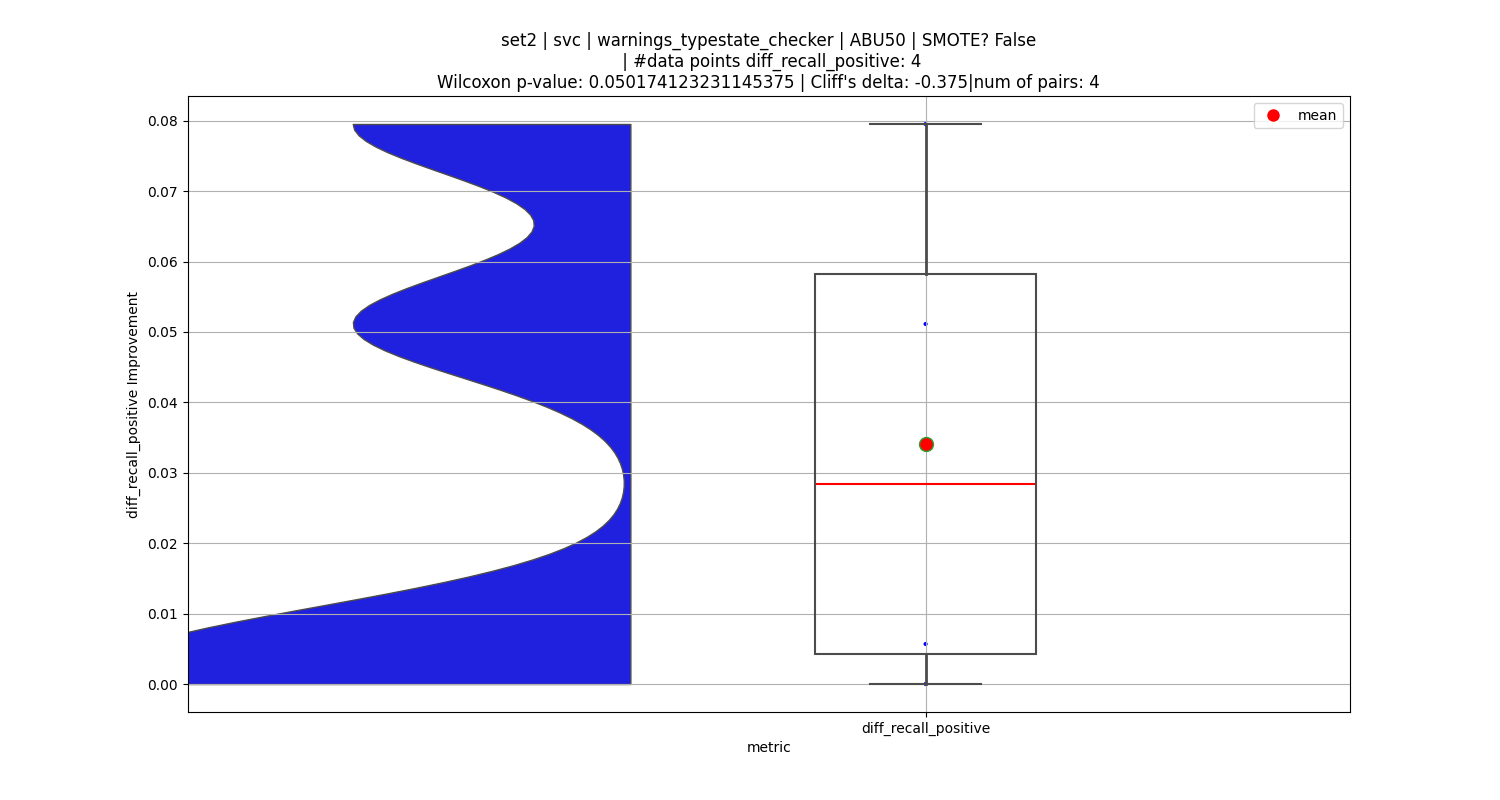 set2 | svc | warnings_typestate_checker | ABU50 | SMOTE? False
| #data points diff_recall_positive: 4
Wilcoxon p-value: 0.050174123231145375 | Cliff's delta: -0.375|num of pairs: 4
mean
0.08
0.07
0.06
0.05
0.04
0.03
0.02
0.01
0.00
diff_recall_positive Improvement
diff_recall_positive
metric